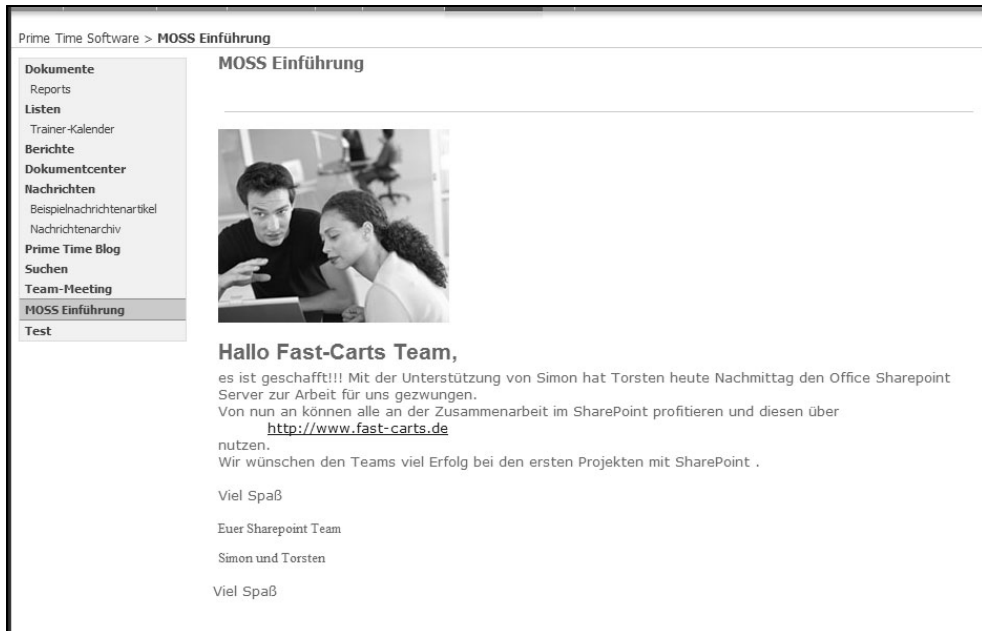 Prime Time Software > MOSS Einführung
Dokumente
Reports
Listen
Trainer-Kalender
Berichte
Dokumentcenter
Nachrichten
Beispielnachrichtenartikel
Nachrichtenarchiv
Prime Time Blog
Suchen
Team-Meeting
MOSS Einführung
Test
MOSS Einführung
Hallo Fast-Carts Team,
es ist geschafft!!! Mit der Unterstützung von Simon hat Torsten heute Nachmittag den Office Sharepoint
Server zur Arbeit für uns gezwungen.
Von nun an können alle an der Zusammenarbeit im SharePoint profitieren und diesen über
http://www.fast-carts.de
nutzen.
Wir wünschen den Teams viel Erfolg bei den ersten Projekten mit SharePoint .
Viel Spaß
Euer Sharepoint Team
Simon und Torsten
Viel Spaß